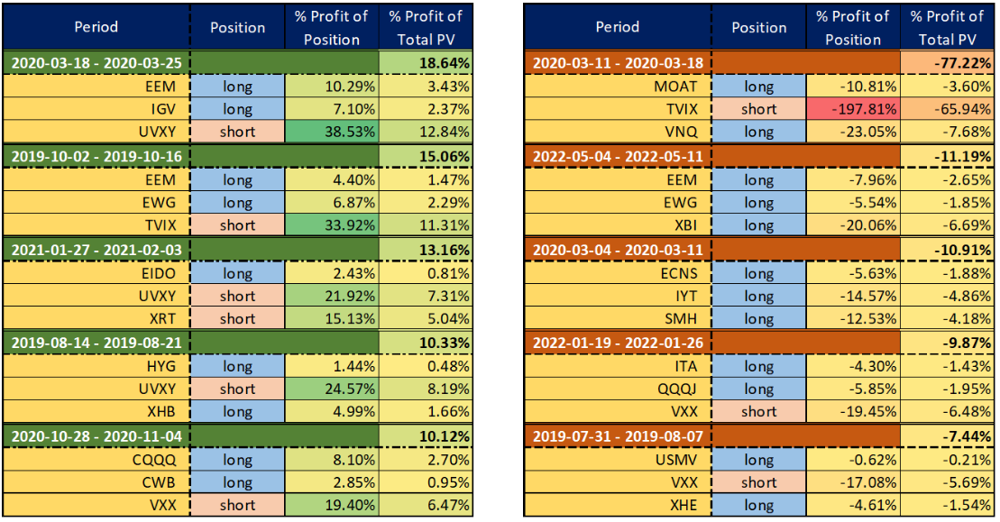 Period Position % Profit of Position % Profit of Total PV
2020-03-18 - 2020-03-25 18.64%
EEM long 10.29% 3.43%
IGV long 7.10% 2.37%
UVXY short 38.53% 12.84%
2019-10-02 - 2019-10-16 15.06%
EEM long 4.40% 1.47%
EWG long 6.87% 2.29%
TVIX short 33.92% 11.31%
2021-01-27 - 2021-02-03 13.16%
EIDO long 2.43% 0.81%
UVXY short 21.92% 7.31%
XRT short 15.13% 5.04%
2019-08-14 - 2019-08-21 10.33%
HYG long 1.44% 0.48%
UVXY short 24.57% 8.19%
XHB long 4.99% 1.66%
2020-10-28 - 2020-11-04 10.12%
CQQQ long 8.10% 2.70%
CWB long 2.85% 0.95%
VXX short 19.40% 6.47%
Period Position % Profit of Position % Profit of Total PV
2020-03-11 - 2020-03-18 -77.22%
MOAT long -10.81% -3.60%
TVIX short -197.81% -65.94%
VNQ long -23.05% -7.68%
2022-05-04 - 2022-05-11 -11.19%
EEM long -7.96% -2.65%
EWG long -5.54% -1.85%
XBI long -20.06% -6.69%
2020-03-04 - 2020-03-11 -10.91%
ECNS long -5.63% -1.88%
IYT long -14.57% -4.86%
SMH long -12.53% -4.18%
2022-01-19 - 2022-01-26 -9.87%
ITA long -4.30% -1.43%
QQQJ long -5.85% -1.95%
VXX short -19.45% -6.48%
2019-07-31 - 2019-08-07 -7.44%
USMV long -0.62% -0.21%
VXX short -17.08% -5.69%
XHE long -4.61% -1.54%